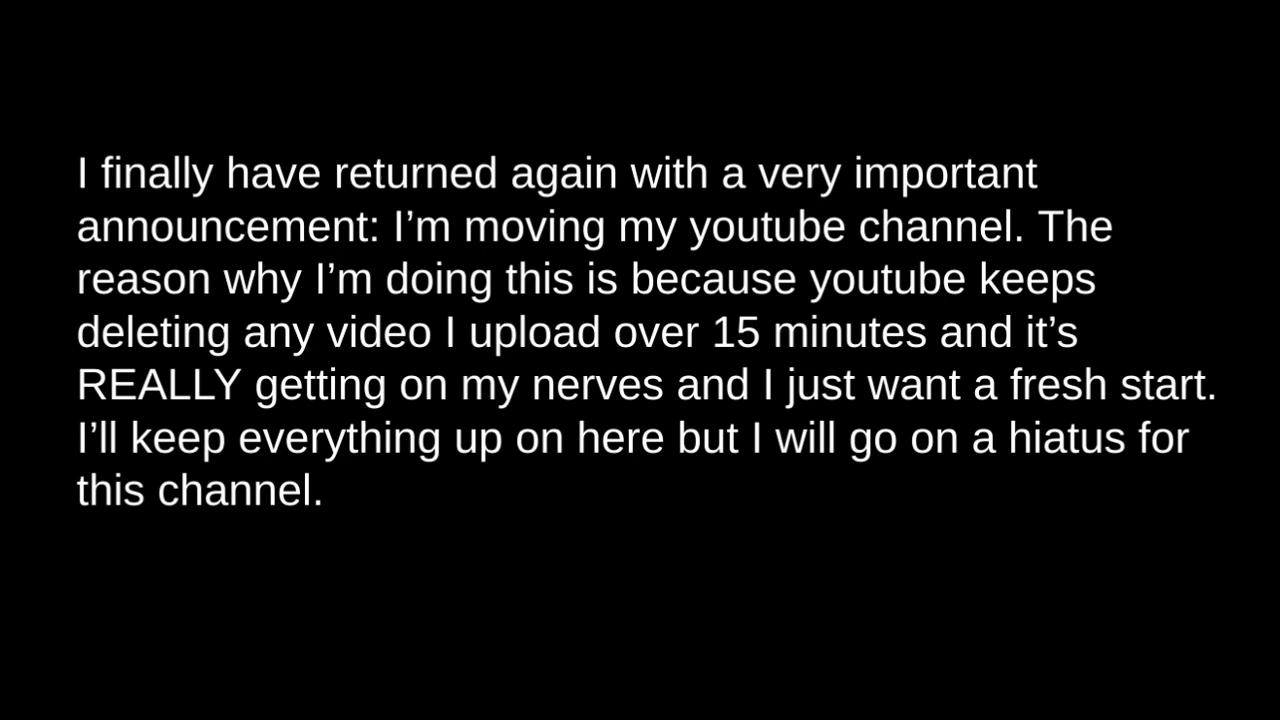 I finally have returned again with a very important
announcement: I’m moving my youtube channel. The
reason why I’m doing this is because youtube keeps
deleting any video I upload over 15 minutes and it’s
REALLY getting on my nerves and I just want a fresh start.
I’ll keep everything up on here but I will go on a hiatus for
this channel.